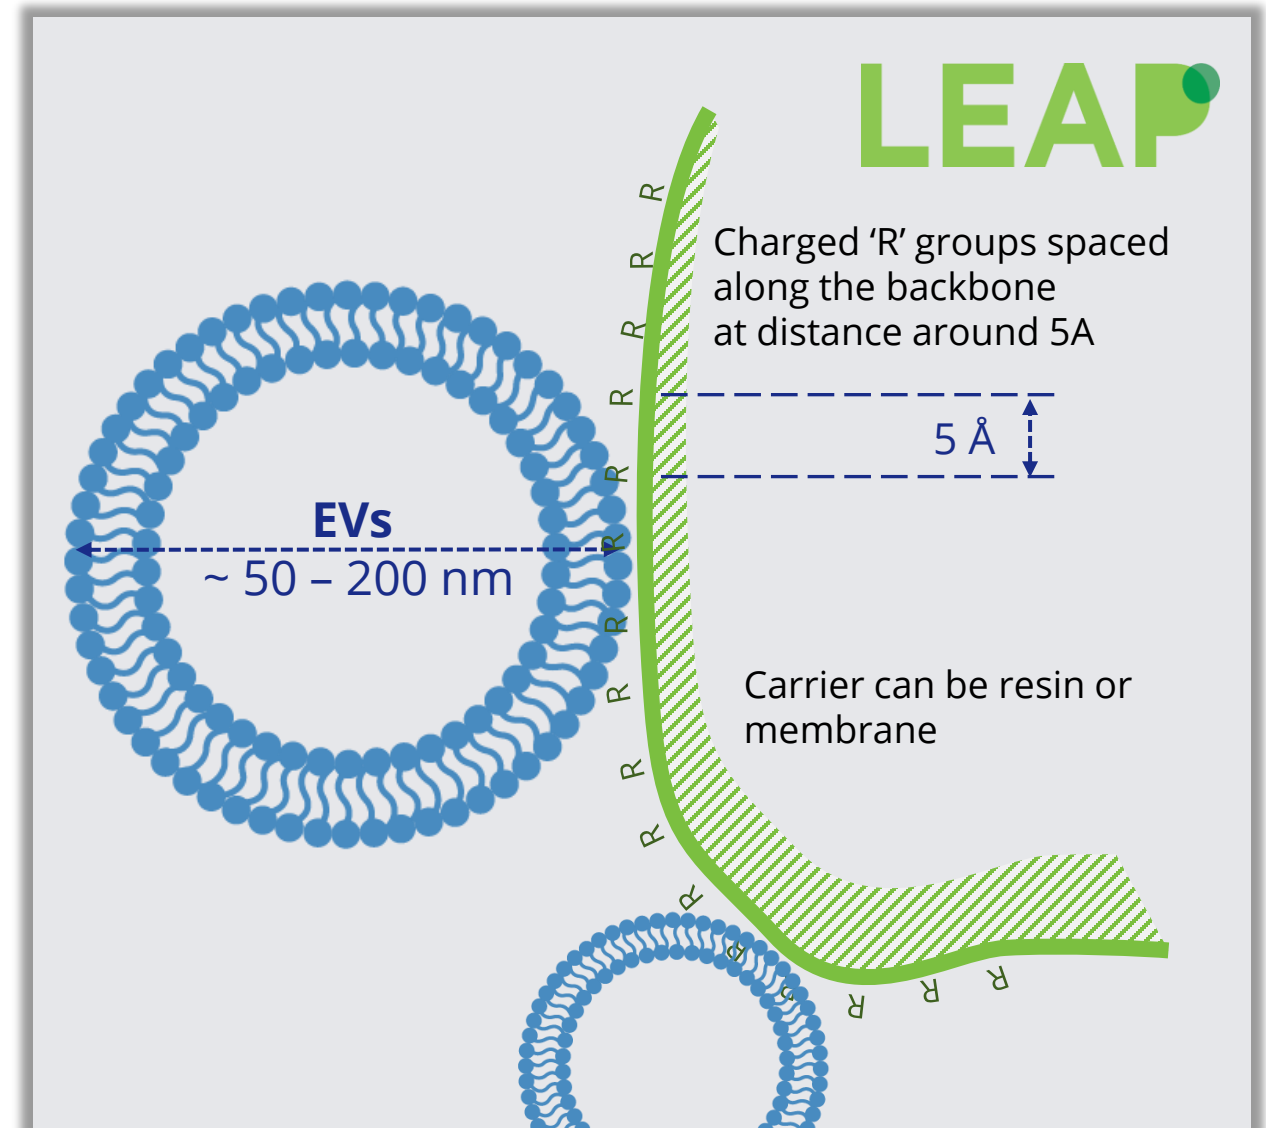 LEAP
R
R
Charged ‘R’ groups spaced
along the backbone
at distance around 5A
R
R
5 Å
R
EVs
R
~ 50 – 200 nm
R
R
Carrier can be resin or
membrane
R
R
R
R
R
R
R
R